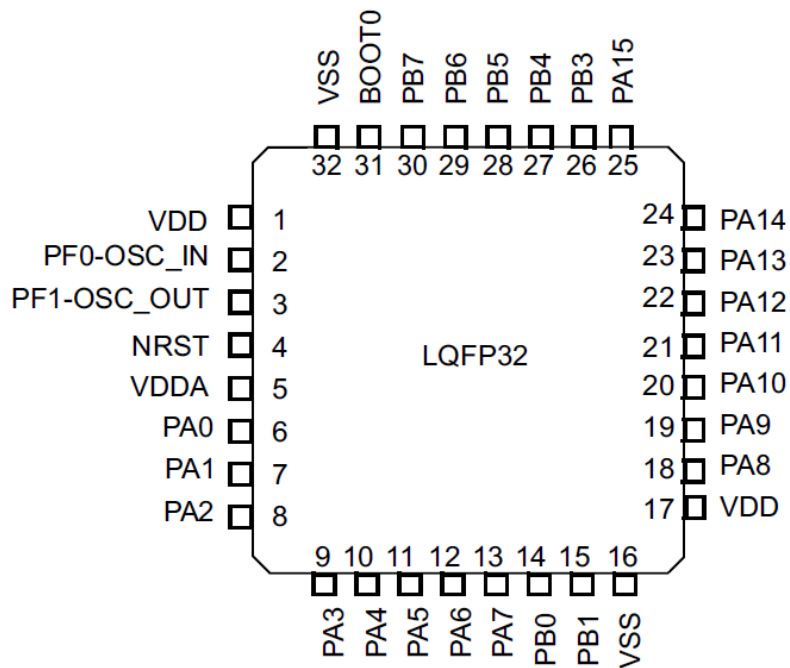 VSS BOOT0 PB7 PB6 PB5 PB4 PB3 PA15
32 31 30 29 28 27 26 25
VDD 1 24 PA14
PF0-OSC_IN 2 23 PA13
PF1-OSC_OUT 3 22 PA12
NRST 4 LQFP32 21 PA11
VDDA 5 20 PA10
PA0 6 19 PA9
PA1 7 18 PA8
PA2 8 17 VDD
9 10 11 12 13 14 15 16
PA3 PA4 PA5 PA6 PA7 PB0 PB1 VSS